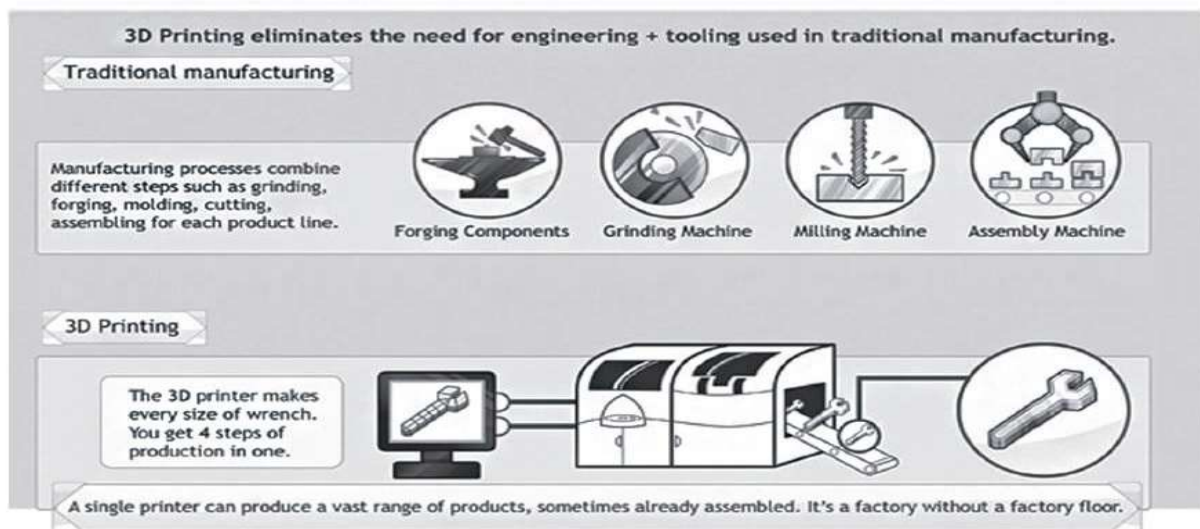 3D Printing eliminates the need for engineering + tooling used in traditional manufacturing.
Traditional manufacturing
Manufacturing processes combine
different steps such as grinding,
forging, molding, cutting,
assembling for each product line.
Forging Components
Grinding Machine
Milling Machine
Assembly Machine
3D Printing
The 3D printer makes
every size of wrench.
You get 4 steps of
production in one.
A single printer can produce a vast range of products, sometimes already assembled. It's a factory without a factory floor.